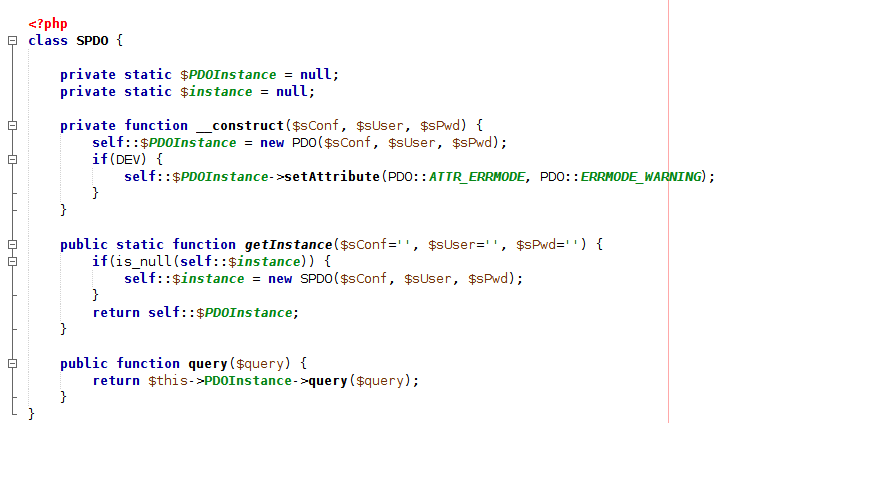 <?php
class SPDO {
private static $PDOInstance = null;
private static $instance = null;
private function __construct($sConf, $sUser, $sPwd) {
self::$PDOInstance = new PDO($sConf, $sUser, $sPwd);
if(DEV) {
self::$PDOInstance->setAttribute(PDO::ATTR_ERRMODE, PDO::ERRMODE_WARNING);
}
}
public static function getInstance($sConf='', $sUser='', $sPwd='') {
if(is_null(self::$instance)) {
self::$instance = new SPDO($sConf, $sUser, $sPwd);
}
return self::$PDOInstance;
}
public function query($query) {
return $this->PDOInstance->query($query);
}
}